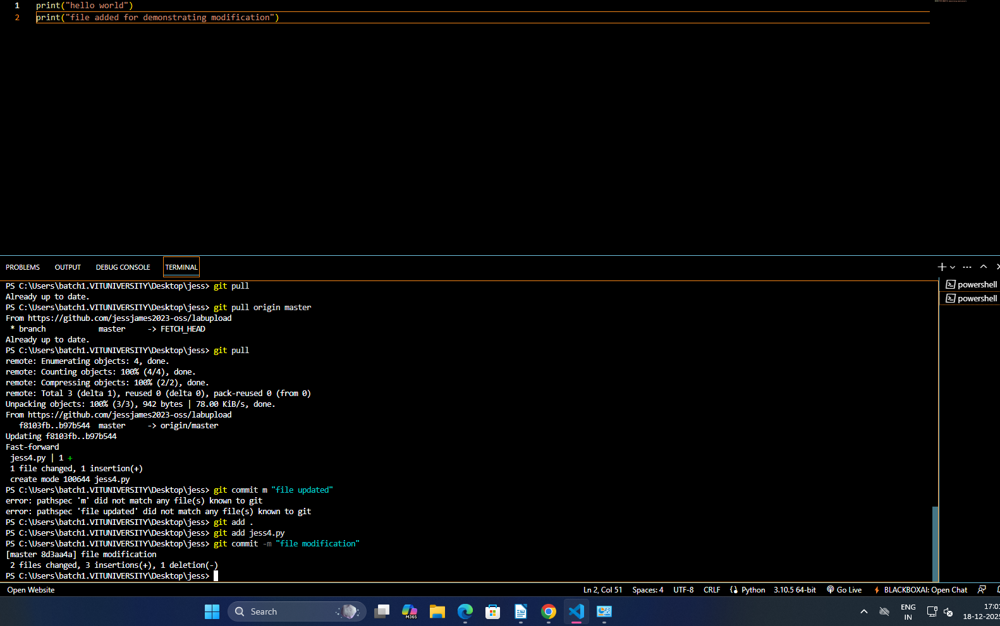 1 print("hello world")
2 print("file added for demonstrating modification")
PROBLEMS OUTPUT DEBUG CONSOLE TERMINAL
powershell
powershell
PS C:\Users\batch1.VITUNIVERSITY\Desktop\jess> git pull
Already up to date.
PS C:\Users\batch1.VITUNIVERSITY\Desktop\jess> git pull origin master
From https://github.com/jessjames2023-oss/labupload
 * branch            master     -> FETCH_HEAD
Already up to date.
PS C:\Users\batch1.VITUNIVERSITY\Desktop\jess> git pull
remote: Enumerating objects: 4, done.
remote: Counting objects: 100% (4/4), done.
remote: Compressing objects: 100% (2/2), done.
remote: Total 3 (delta 1), reused 0 (delta 0), pack-reused 0 (from 0)
Unpacking objects: 100% (3/3), 942 bytes | 78.00 KiB/s, done.
From https://github.com/jessjames2023-oss/labupload
   f8103fb..b97b544  master     -> origin/master
Updating f8103fb..b97b544
Fast-forward
 jess4.py | 1 +
 1 file changed, 1 insertion(+)
 create mode 100644 jess4.py
PS C:\Users\batch1.VITUNIVERSITY\Desktop\jess> git commit m "file updated"
error: pathspec 'm' did not match any file(s) known to git
error: pathspec 'file updated' did not match any file(s) known to git
PS C:\Users\batch1.VITUNIVERSITY\Desktop\jess> git add .
PS C:\Users\batch1.VITUNIVERSITY\Desktop\jess> git add jess4.py
PS C:\Users\batch1.VITUNIVERSITY\Desktop\jess> git commit -m "file modification"
[master 8d3aa4a] file modification
 2 files changed, 3 insertions(+), 1 deletion(-)
PS C:\Users\batch1.VITUNIVERSITY\Desktop\jess>
Open Website Ln 2, Col 51 Spaces: 4 UTF-8 CRLF Python 3.10.5 64-bit Go Live BLACKBOXAI: Open Chat
Search M365 ENG 17:03
IN 18-12-2025